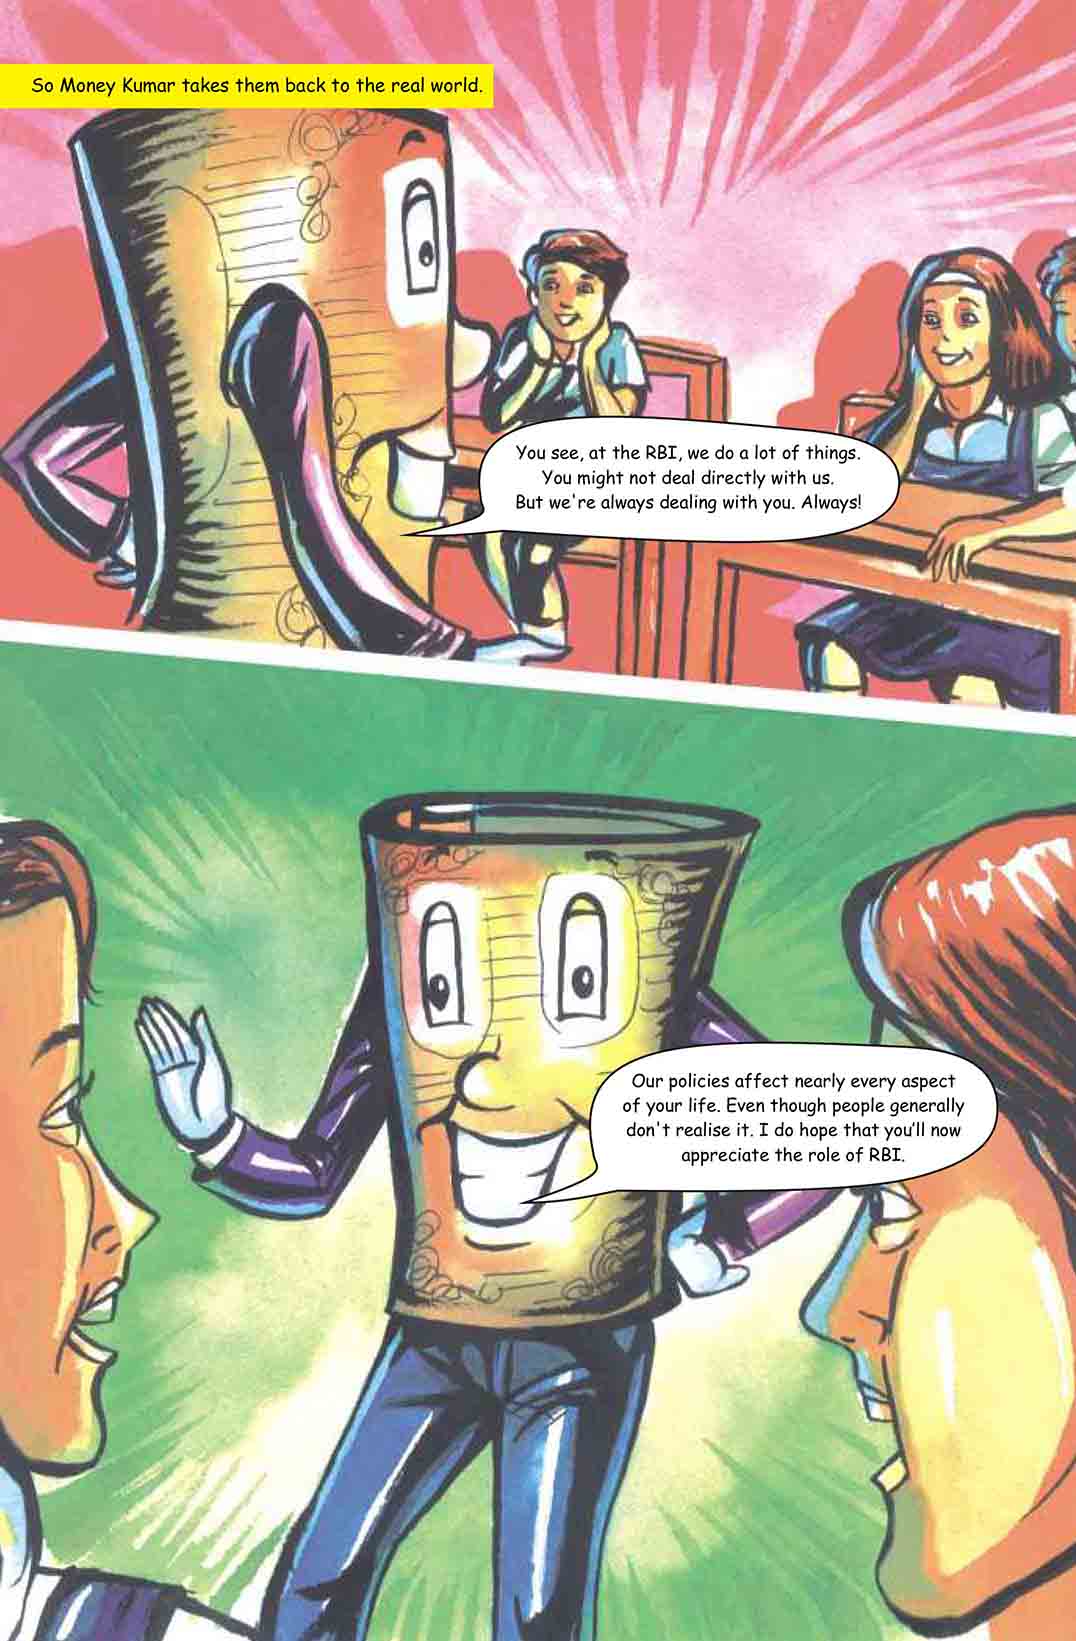 So Money Kumar takes them back to the real world.
You see, at the RBI, we do a lot of things.
You might not deal directly with us.
But we're always dealing with you. Always!
Our policies affect nearly every aspect
of your life. Even though people generally
don't realise it. I do hope that you'll now
appreciate the role of RBI.